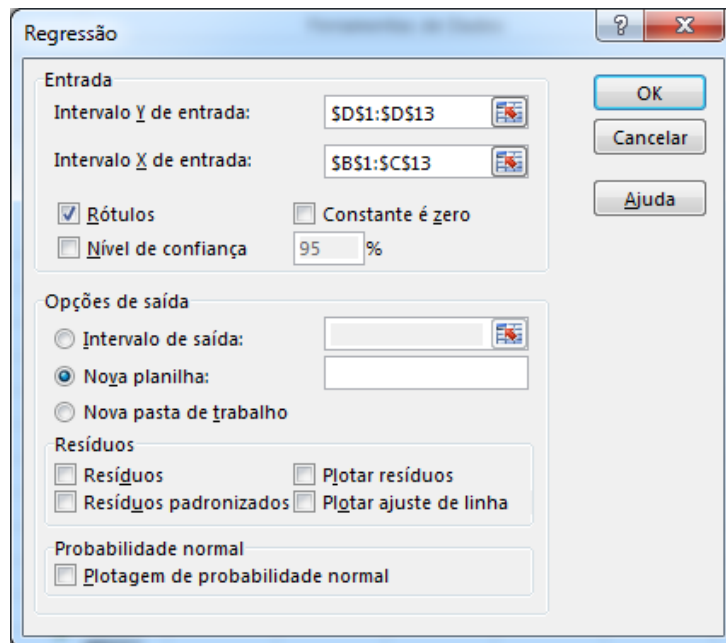 Regressão
Entrada
Intervalo Y de entrada: $D$1:$D$13
Intervalo X de entrada: $B$1:$C$13
Rótulos Constante é zero
Nível de confiança 95 %
OK
Cancelar
Ajuda
Opções de saída
Intervalo de saída:
Nova planilha:
Nova pasta de trabalho
Resíduos
Resíduos Plotar resíduos
Resíduos padronizados Plotar ajuste de linha
Probabilidade normal
Plotagem de probabilidade normal